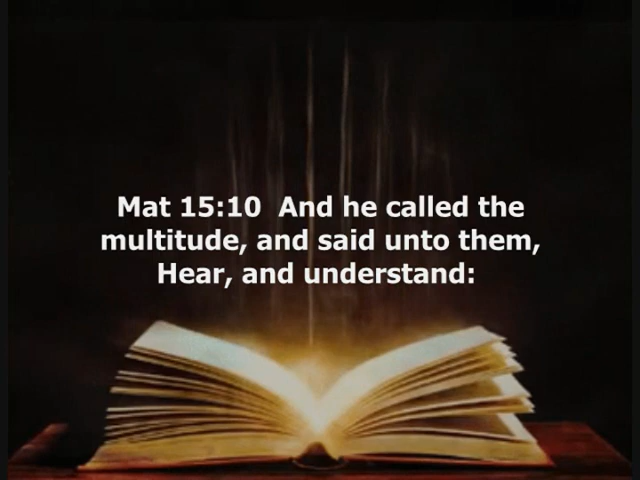 Mat 15:10  And he called the
multitude, and said unto them,
Hear, and understand: